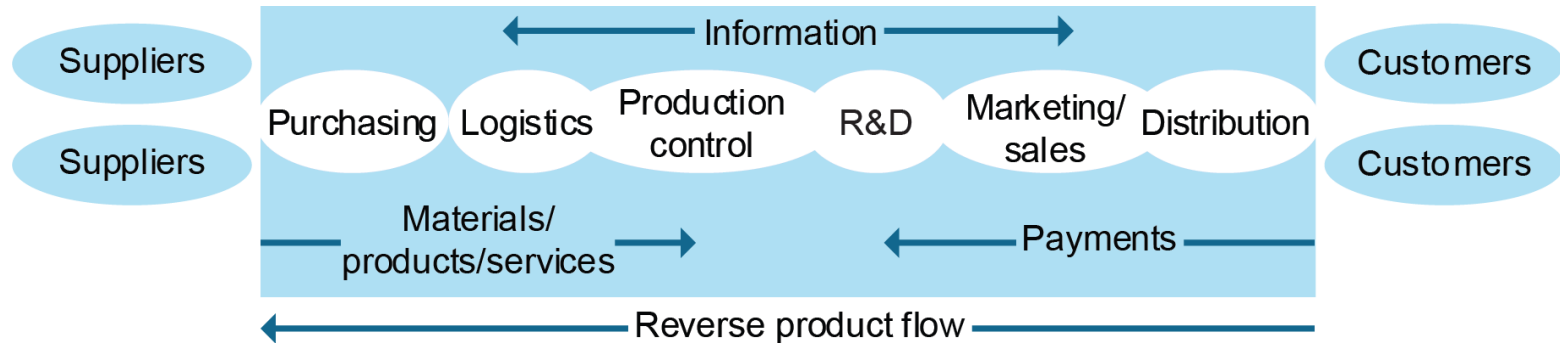 Information
Suppliers
Customers
Purchasing
Logistics
Production
control
R&D
Marketing/
sales
Distribution
Suppliers
Customers
Materials/
products/services
Payments
Reverse product flow